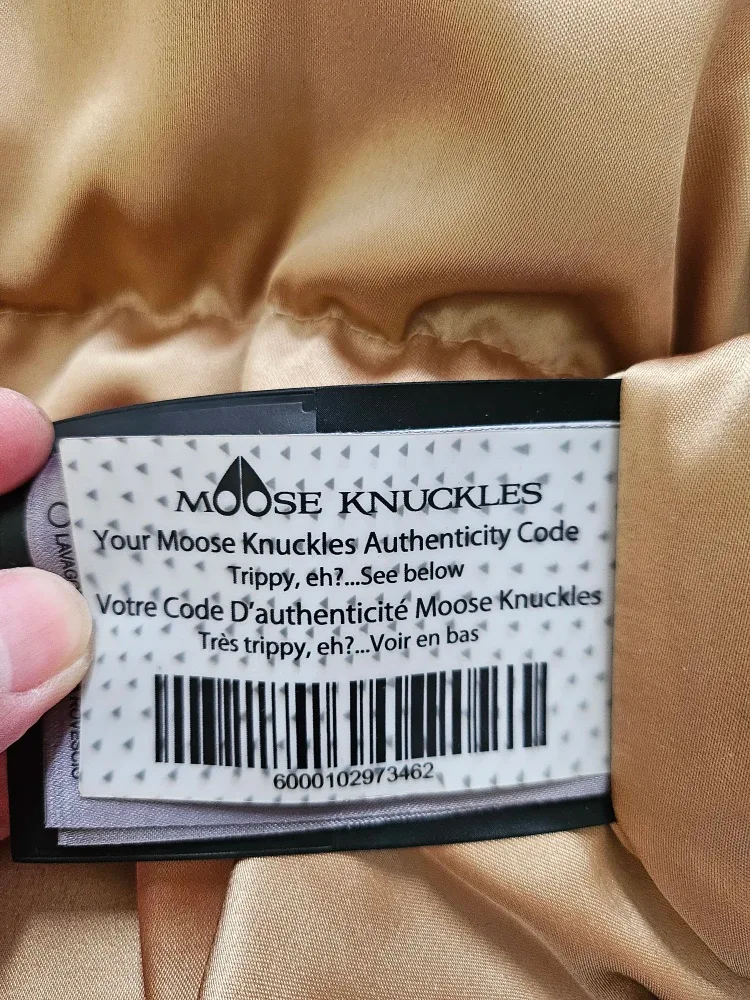 MOOSE KNUCKLES
Your Moose Knuckles Authenticity Code
Trippy, eh?...See below
Votre Code D'authenticité Moose Knuckles
Très trippy, eh?...Voir en bas
6000102973462